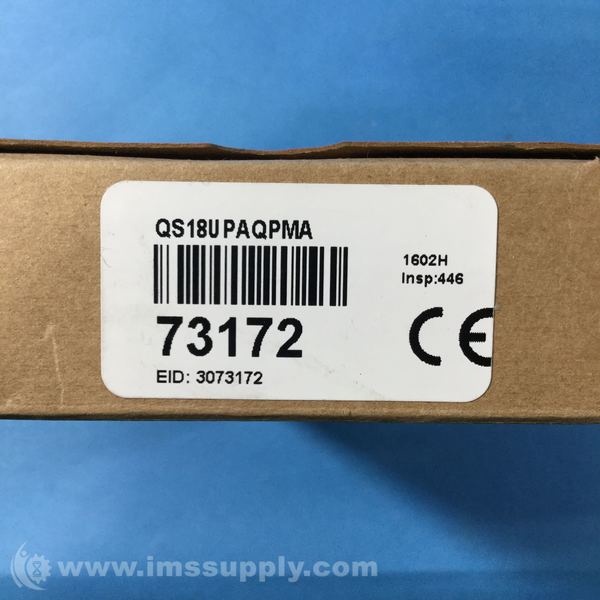 QS18UPAQPMA
1602H
Insp:446
73172
CE
EID: 3073172
www.imssupply.com